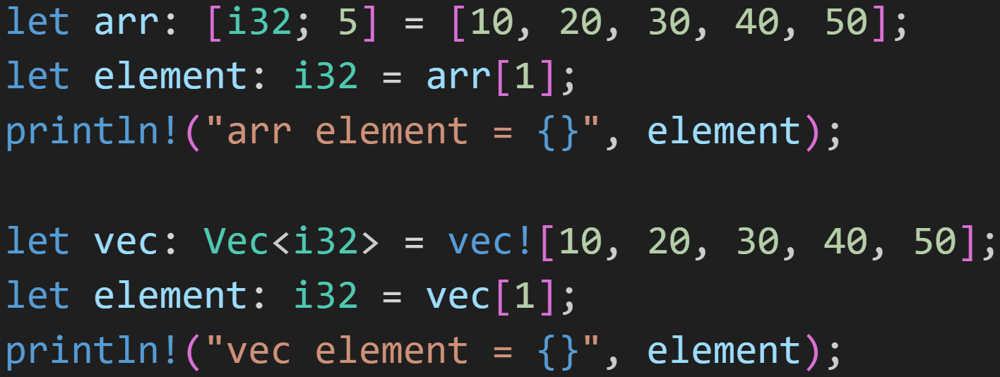 let arr: [i32; 5] = [10, 20, 30, 40, 50];
let element: i32 = arr[1];
println!("arr element = {}", element);
let vec: Vec<i32> = vec![10, 20, 30, 40, 50];
let element: i32 = vec[1];
println!("vec element = {}", element);